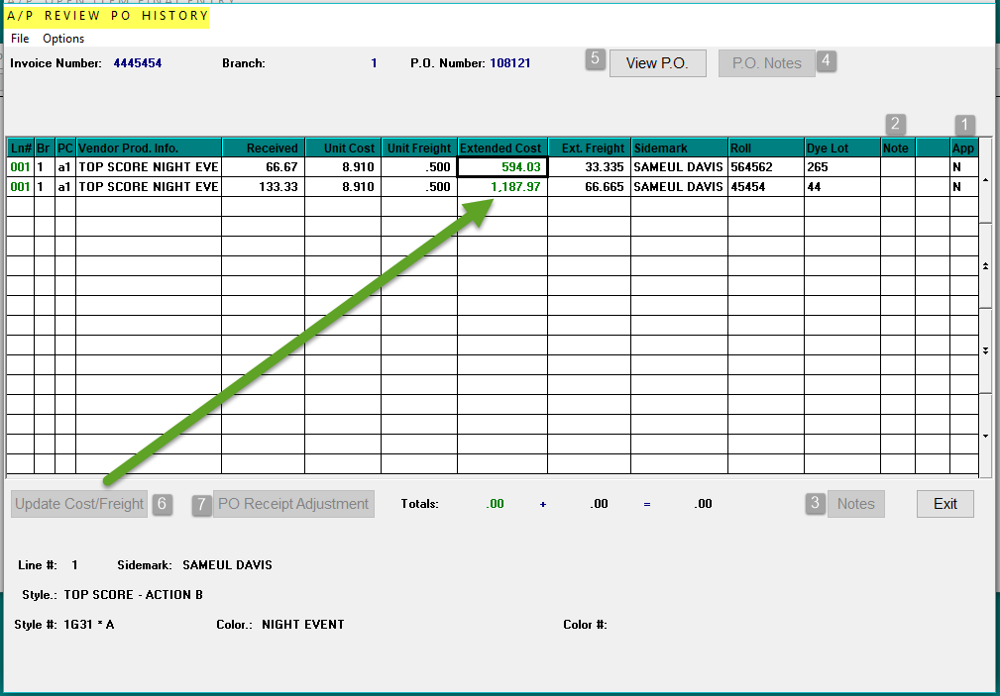 A/P OPEN ITEM FINAL ENTRY
A/P REVIEW PO HISTORY
File Options
Invoice Number: 4445454 Branch: 1 P.O. Number: 108121 5 View P.O. P.O. Notes 4
2 1
Ln# Br PC Vendor Prod. Info. Received Unit Cost Unit Freight Extended Cost Ext. Freight Sidemark Roll Dye Lot Note App
001 1 a1 TOP SCORE NIGHT EVE 66.67 8.910 .500 594.03 33.335 SAMEUL DAVIS 564562 265 N
001 1 a1 TOP SCORE NIGHT EVE 133.33 8.910 .500 1,187.97 66.665 SAMEUL DAVIS 45454 44 N
Update Cost/Freight 6 7 PO Receipt Adjustment Totals: .00 + .00 = .00 3 Notes Exit
Line #: 1 Sidemark: SAMEUL DAVIS
Style.: TOP SCORE - ACTION B
Style #: 1G31 * A Color.: NIGHT EVENT Color #: